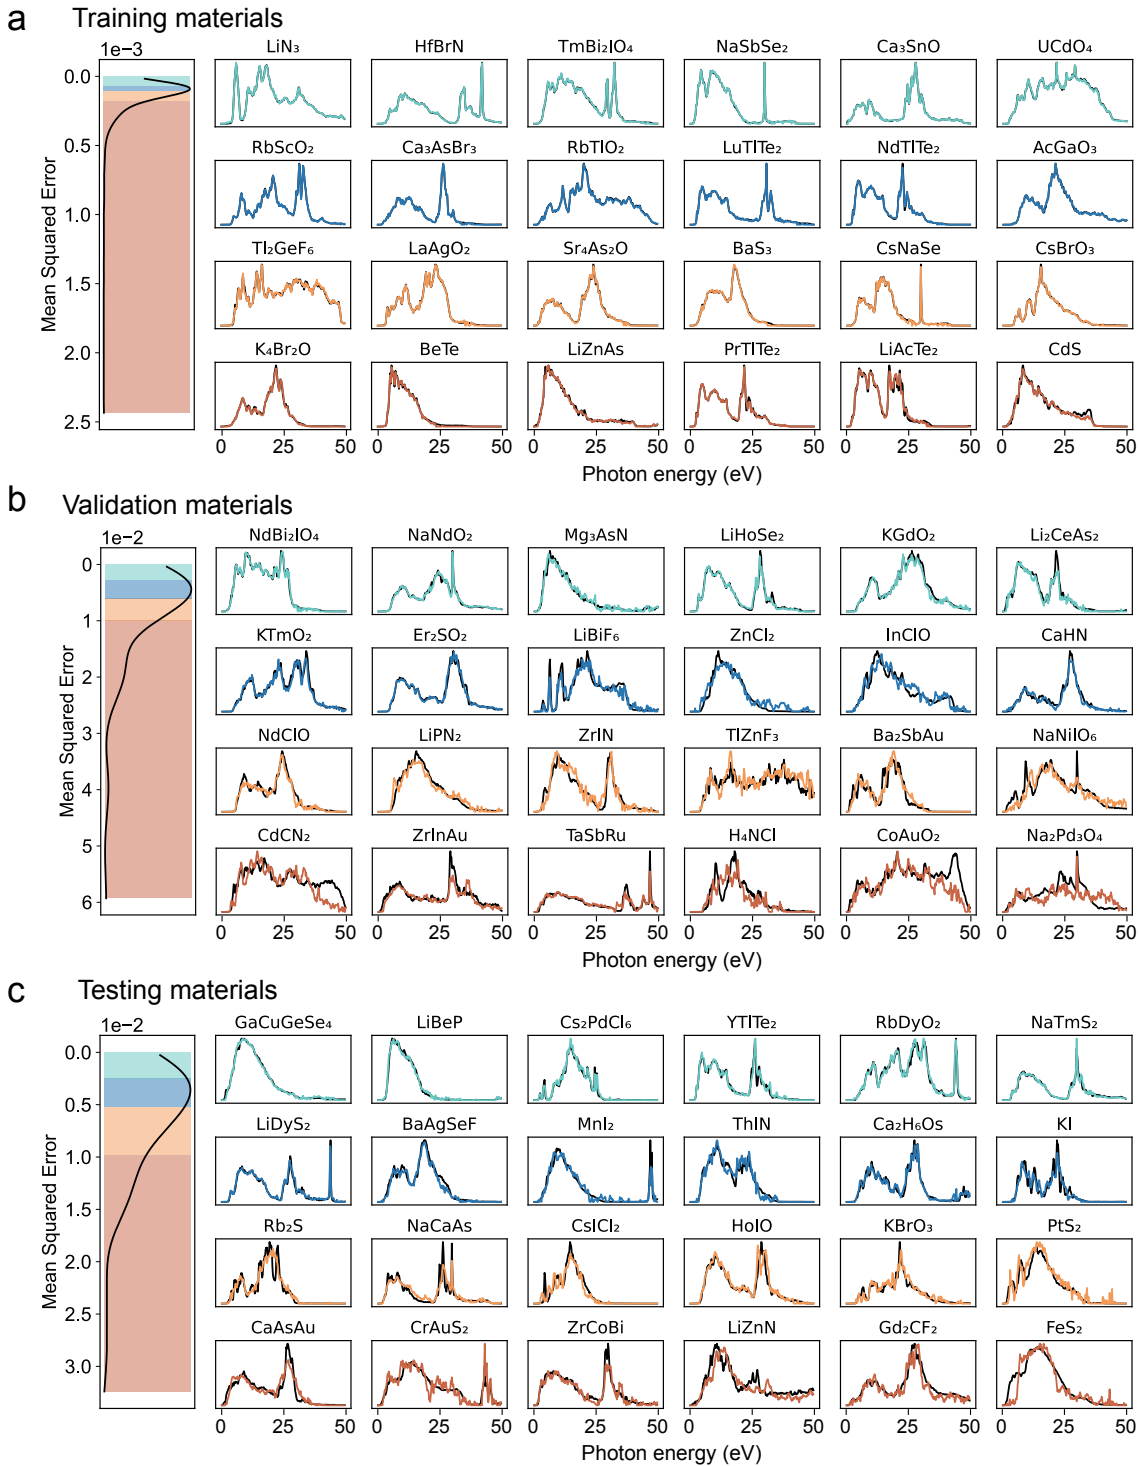 a Training materials
1e−3
LiN₃ HfBrN TmBi₂IO₄ NaSbSe₂ Ca₃SnO UCdO₄
0.0
0.5
1.0
1.5
2.0
2.5
Mean Squared Error
RbScO₂ Ca₃AsBr₃ RbTlO₂ LuTlTe₂ NdTlTe₂ AcGaO₃
Tl₂GeF₆ LaAgO₂ Sr₄As₂O BaS₃ CsNaSe CsBrO₃
K₄Br₂O BeTe LiZnAs PrTlTe₂ LiAcTe₂ CdS
0 25 50 0 25 50 0 25 50 0 25 50 0 25 50 0 25 50
Photon energy (eV)
b Validation materials
1e−2
NdBi₂IO₄ NaNdO₂ Mg₃AsN LiHoSe₂ KGdO₂ Li₂CeAs₂
0
1
2
3
4
5
6
Mean Squared Error
KTmO₂ Er₂SO₂ LiBiF₆ ZnCl₂ InClO CaHN
NdClO LiPN₂ ZrIN TlZnF₃ Ba₂SbAu NaNiIO₆
CdCN₂ ZrInAu TaSbRu H₄NCl CoAuO₂ Na₂Pd₃O₄
0 25 50 0 25 50 0 25 50 0 25 50 0 25 50 0 25 50
Photon energy (eV)
c Testing materials
1e−2
GaCuGeSe₄ LiBeP Cs₂PdCl₆ YTlTe₂ RbDyO₂ NaTmS₂
0.0
0.5
1.0
1.5
2.0
2.5
3.0
Mean Squared Error
LiDyS₂ BaAgSeF MnI₂ ThIN Ca₂H₆Os KI
Rb₂S NaCaAs CsICl₂ HoIO KBrO₃ PtS₂
CaAsAu CrAuS₂ ZrCoBi LiZnN Gd₂CF₂ FeS₂
0 25 50 0 25 50 0 25 50 0 25 50 0 25 50 0 25 50
Photon energy (eV)